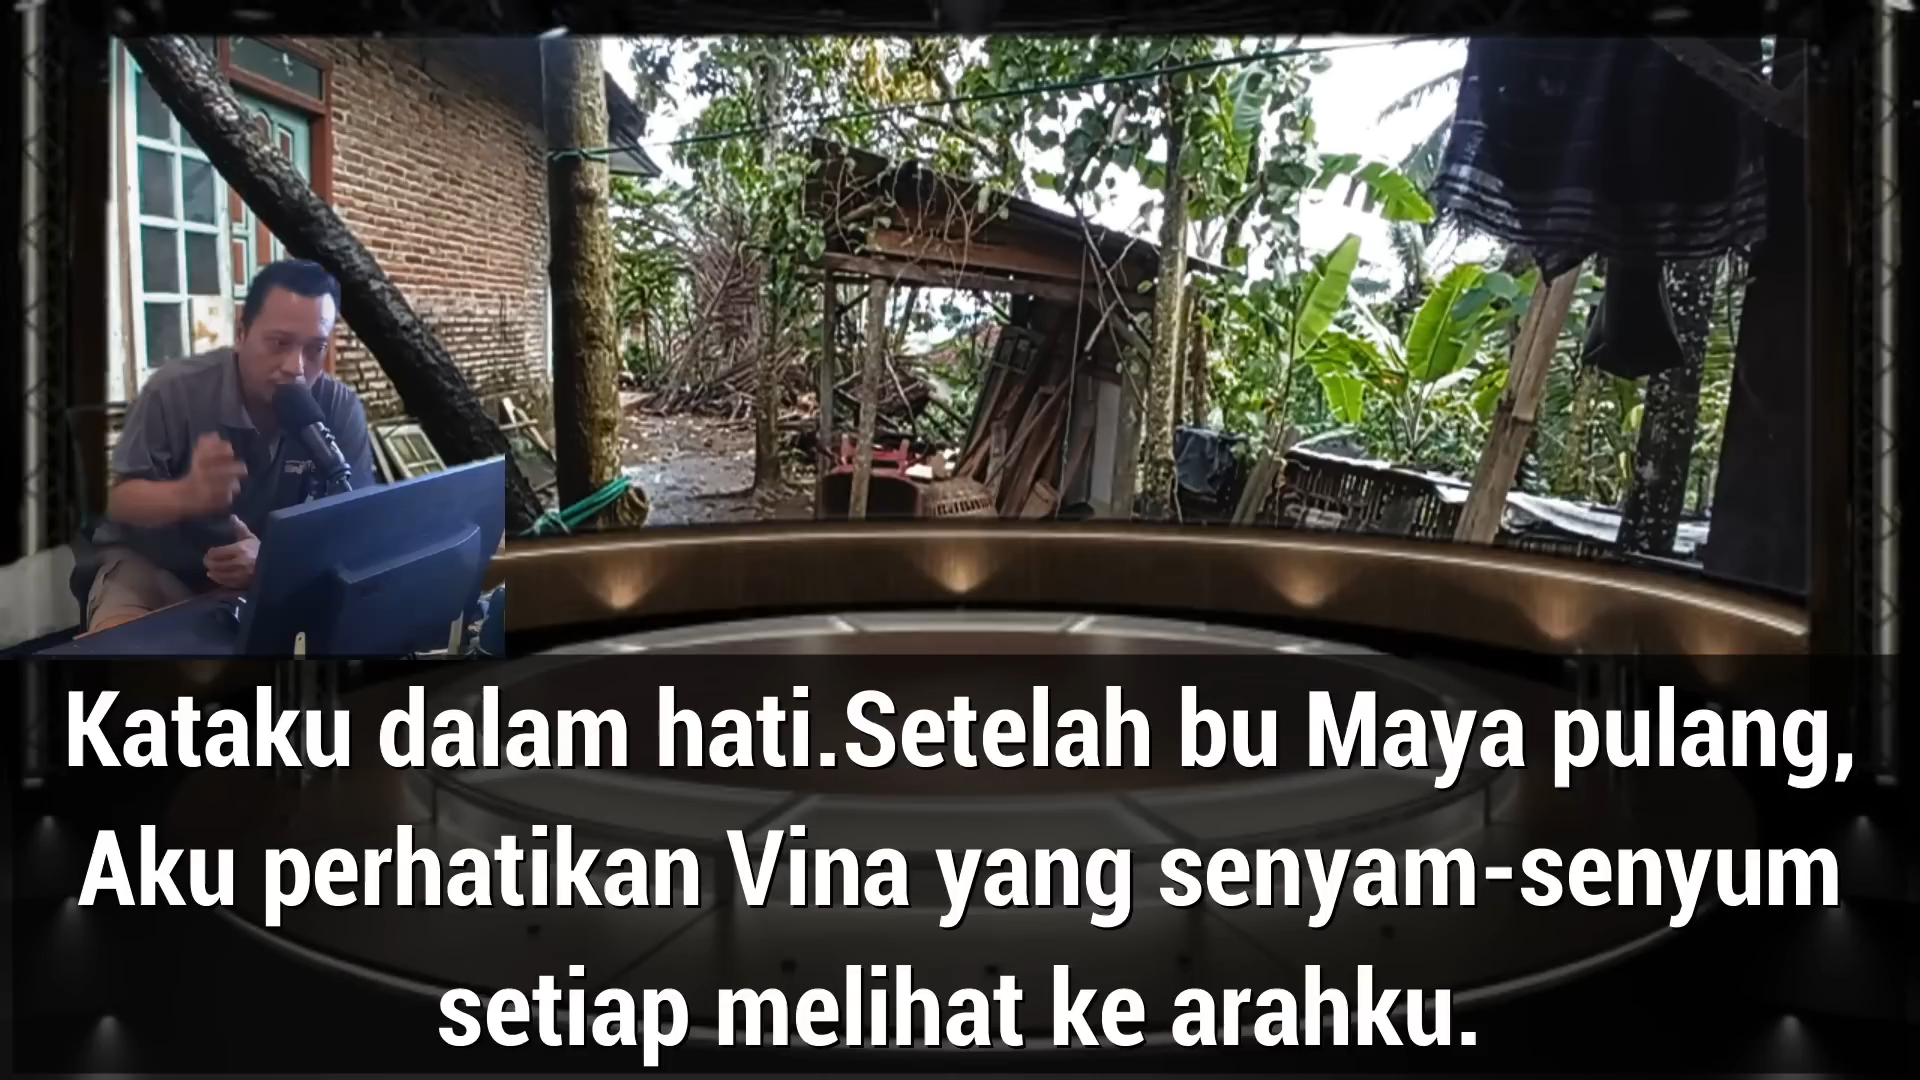 Kataku dalam hati.Setelah bu Maya pulang,
Aku perhatikan Vina yang senyam-senyum
setiap melihat ke arahku.